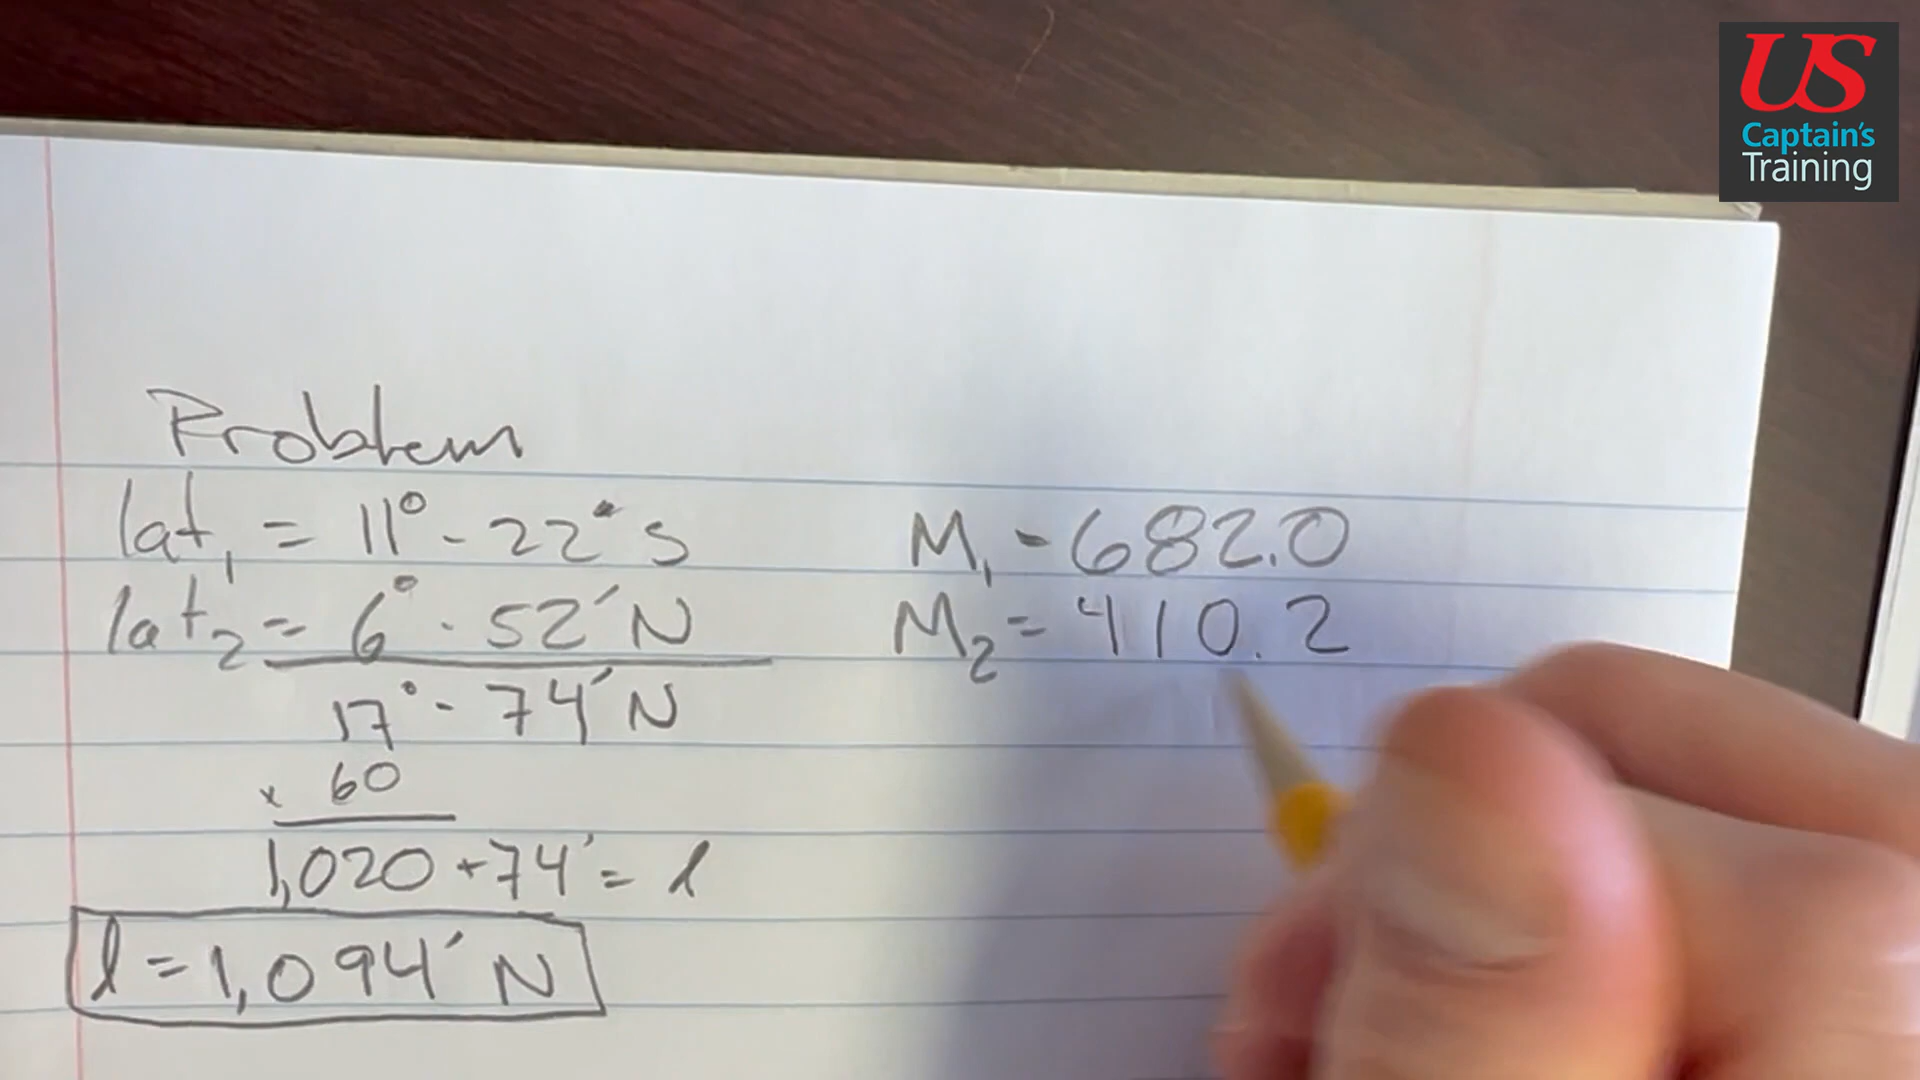 US
Captain's
Training
Problem
lat₁ = 11° - 22° S
lat₂ = 6° - 52' N
17° - 74' N
x 60
1,020 + 74' = l
l = 1,094' N
M₁ - 682.0
M₂ = 410.2